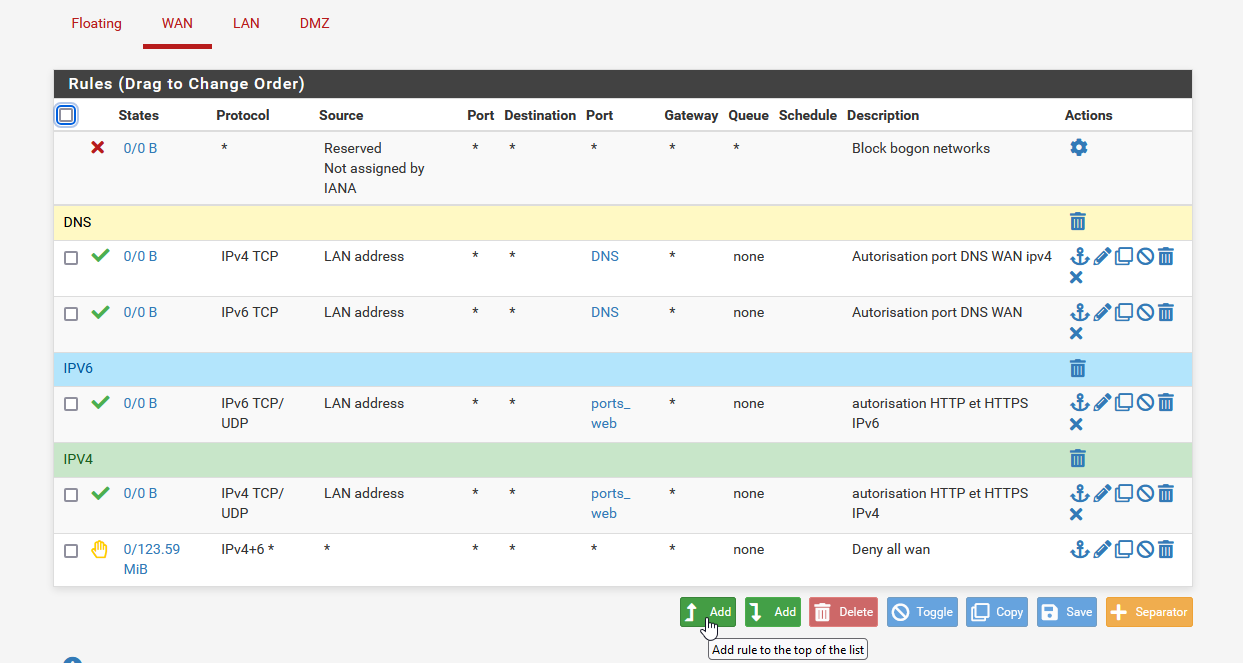 Floating WAN LAN DMZ
Rules (Drag to Change Order)
States Protocol Source Port Destination Port Gateway Queue Schedule Description Actions
0/0 B * Reserved * * * * * Block bogon networks
Not assigned by
IANA
DNS
0/0 B IPv4 TCP LAN address * * DNS * none Autorisation port DNS WAN ipv4
0/0 B IPv6 TCP LAN address * * DNS * none Autorisation port DNS WAN
IPV6
0/0 B IPv6 TCP/ LAN address * * ports_ * none autorisation HTTP et HTTPS
UDP web IPv6
IPV4
0/0 B IPv4 TCP/ LAN address * * ports_ * none autorisation HTTP et HTTPS
UDP web IPv4
0/123.59 IPv4+6 * * * * * * none Deny all wan
MiB
Add Add Delete Toggle Copy Save Separator
Add rule to the top of the list